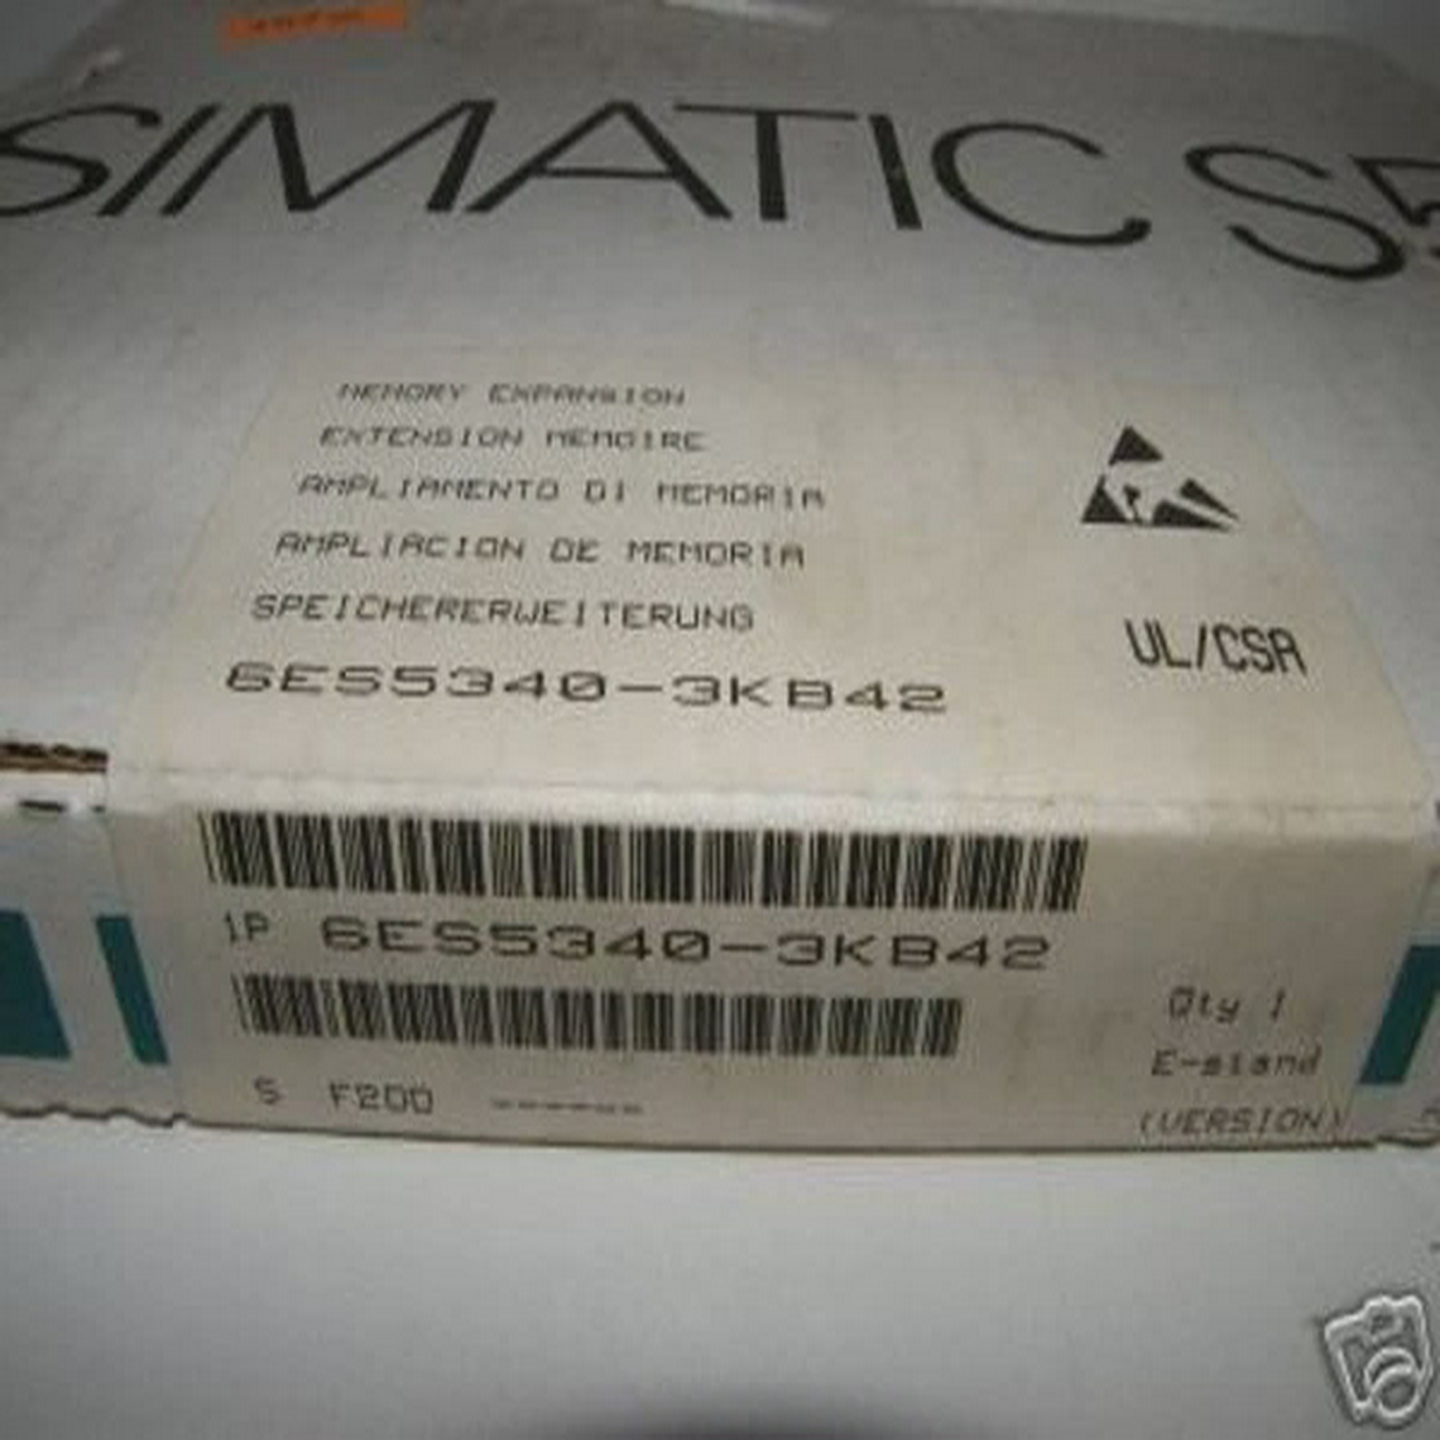 SIMATIC S5
MEMORY EXPANSION
EXTENSION MEMOIRE
AMPLIAMENTO DI MEMORIA
AMPLIACION DE MEMORIA
SPEICHERERWEITERUNG
6ES5340-3KB42
UL/CSA
1P 6ES5340-3KB42
Qty 1
E-stand
S F200 ------
(VERSION)